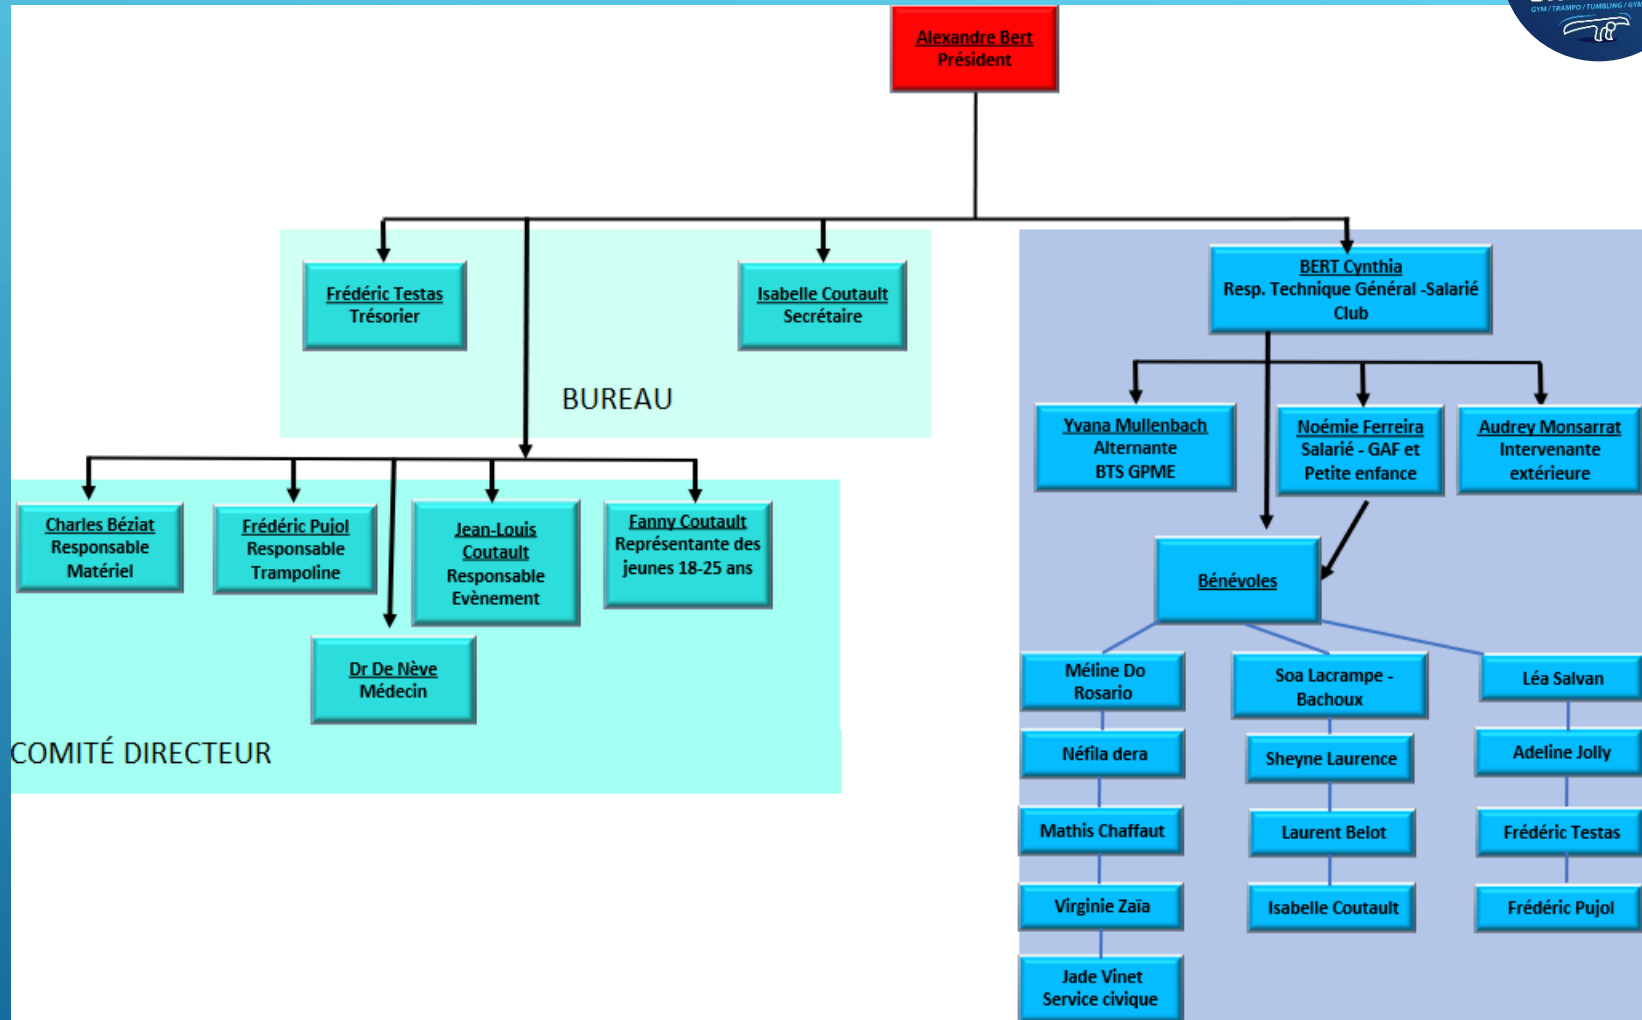 GYM / TRAMPO / TUMBLING / GYM
Alexandre Bert
Président
Frédéric Testas
Trésorier
Isabelle Coutault
Secrétaire
BUREAU
BERT Cynthia
Resp. Technique Général -Salarié
Club
Yvana Mullenbach
Alternante
BTS GPME
Noémie Ferreira
Salarié - GAF et
Petite enfance
Audrey Monsarrat
Intervenante
extérieure
Charles Béziat
Responsable
Matériel
Frédéric Pujol
Responsable
Trampoline
Jean-Louis
Coutault
Responsable
Evènement
Fanny Coutault
Représentante des
jeunes 18-25 ans
Dr De Nève
Médecin
COMITÉ DIRECTEUR
Bénévoles
Méline Do
Rosario
Néfila dera
Mathis Chaffaut
Virginie Zaïa
Jade Vinet
Service civique
Soa Lacrampe -
Bachoux
Sheyne Laurence
Laurent Belot
Isabelle Coutault
Léa Salvan
Adeline Jolly
Frédéric Testas
Frédéric Pujol